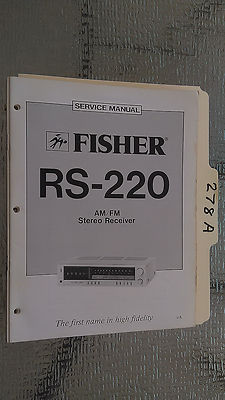 SERVICE MANUAL
FISHER
RS-220
AM/FM
Stereo Receiver
The first name in high fidelity
278A